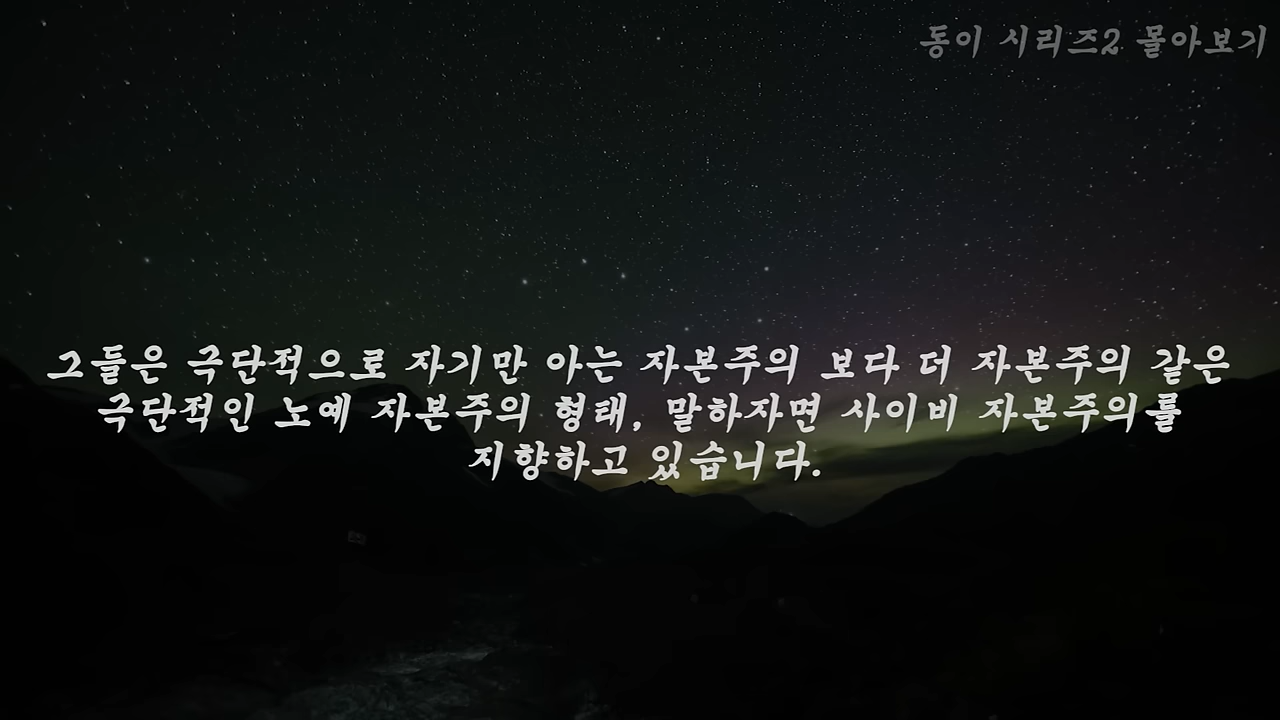 동이 시리즈2 몰아보기
그들은 극단적으로 자기만 아는 자본주의 보다 더 자본주의 같은
극단적인 노예 자본주의 형태, 말하자면 사이비 자본주의를
지향하고 있습니다.